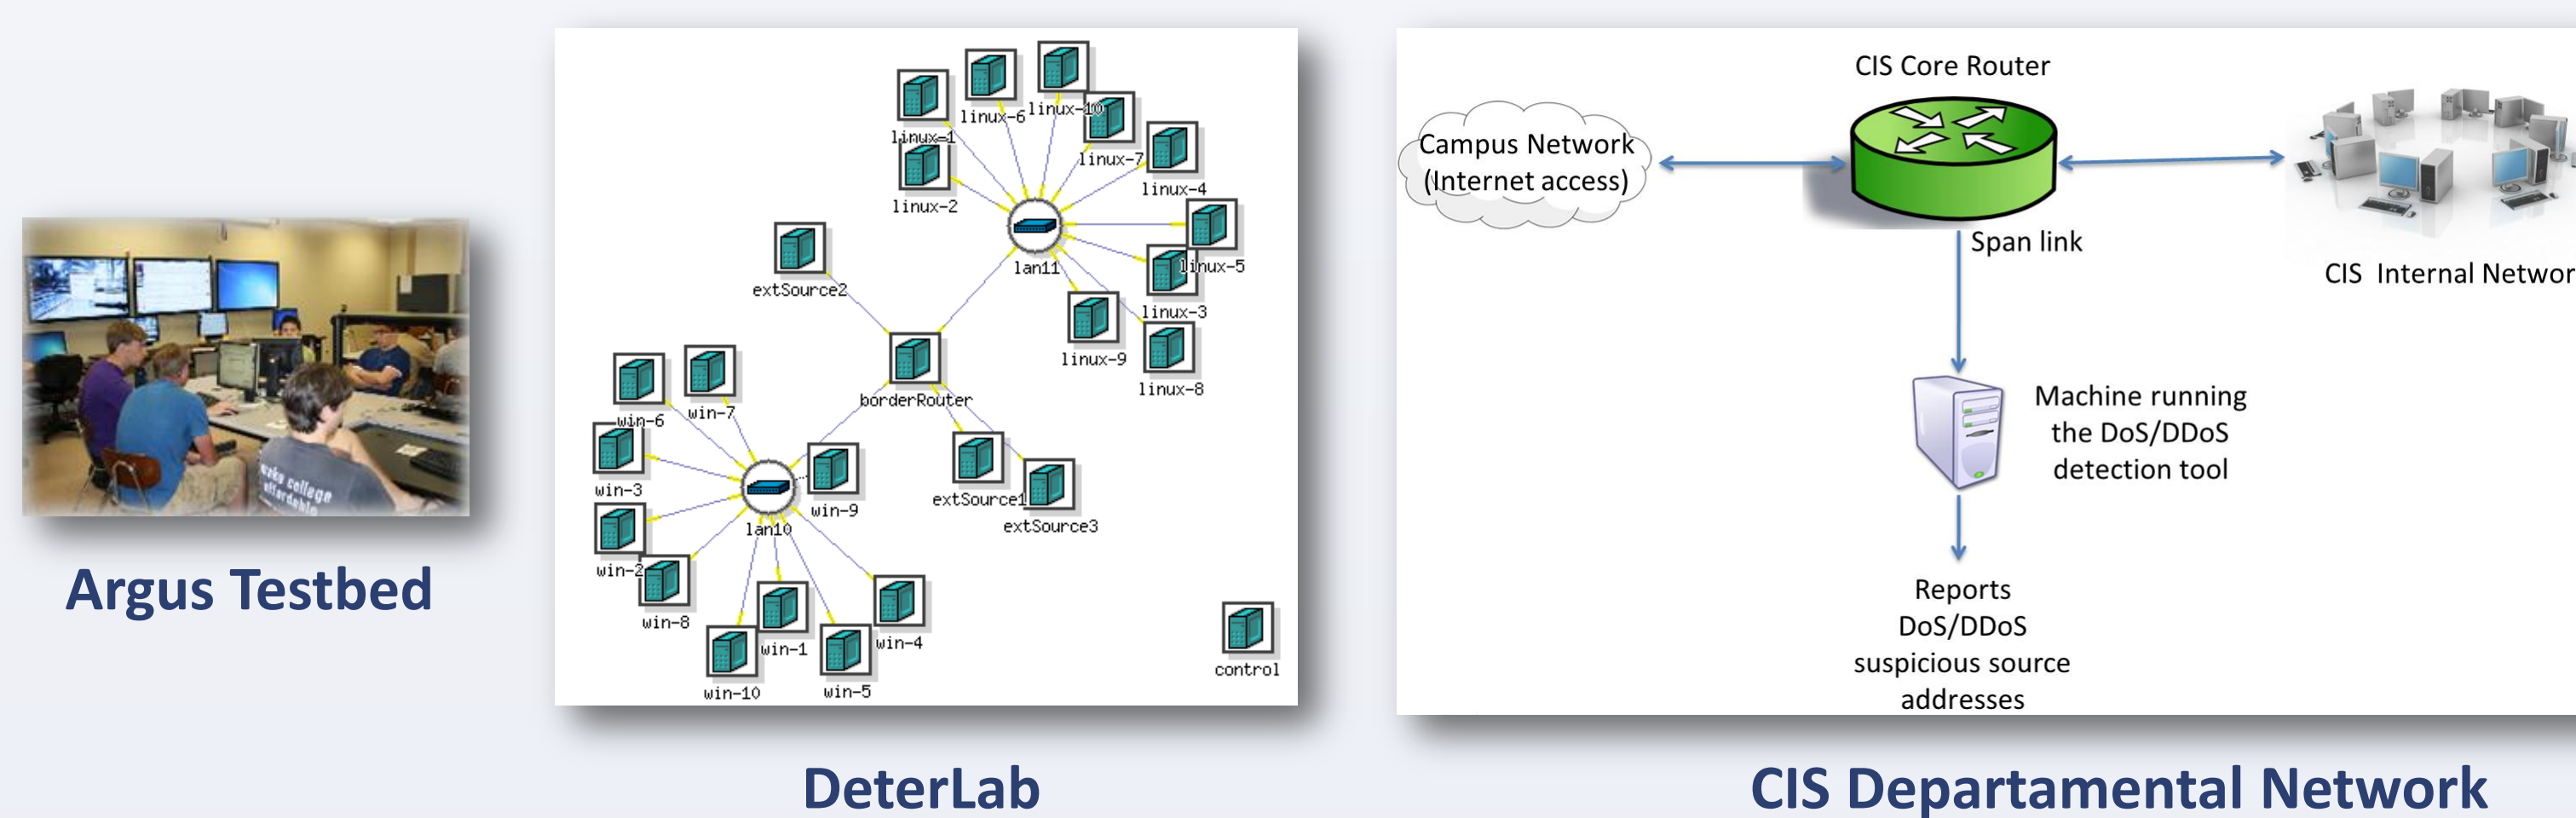 linux-1
linux-6
linux-10
linux-7
linux-2
linux-4
linux-5
linux-3
linux-9
linux-8
lan11
extSource2
borderRouter
win-6
win-7
win-3
win-9
extSource1
extSource3
lan10
win-2
win-8
win-1
win-4
win-10
win-5
control
college
affordable
Argus Testbed
DeterLab
CIS Core Router
Campus Network
(Internet access)
Span link
CIS Internal Networ
Machine running
the DoS/DDoS
detection tool
Reports
DoS/DDoS
suspicious source
addresses
CIS Departamental Network